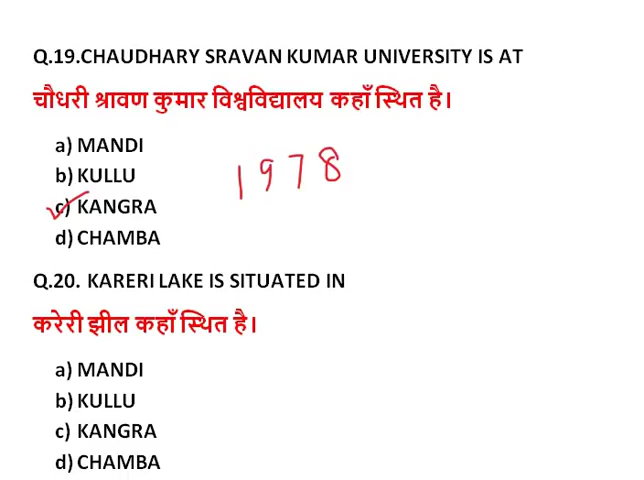 Q.19.CHAUDHARY SRAVAN KUMAR UNIVERSITY IS AT
चौधरी श्रावण कुमार विश्वविद्यालय कहाँ स्थित है।
a) MANDI
b) KULLU
c) KANGRA
d) CHAMBA
1978
Q.20. KARERI LAKE IS SITUATED IN
करेरी झील कहाँ स्थित है।
a) MANDI
b) KULLU
c) KANGRA
d) CHAMBA